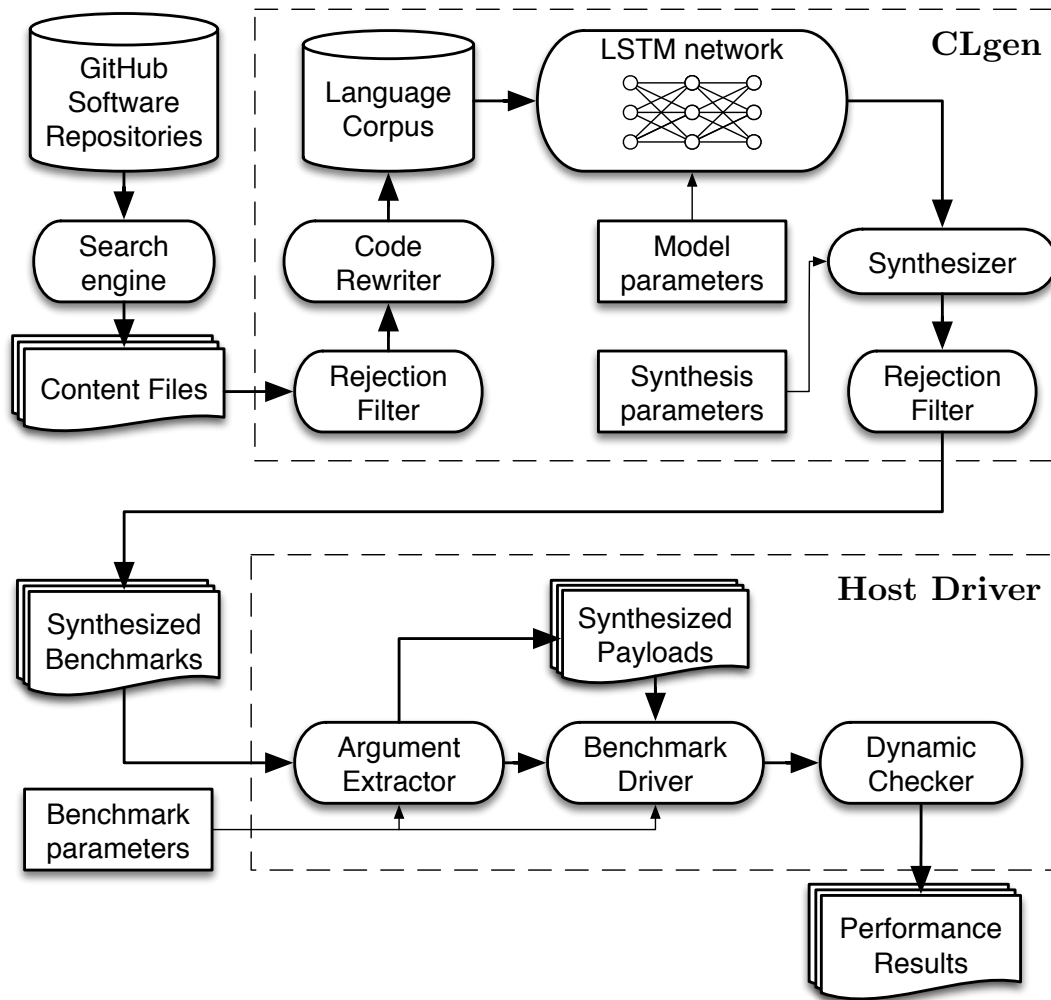 GitHub
Software
Repositories
Search
engine
Content Files
CLgen
Language
Corpus
LSTM network
Code
Rewriter
Model
parameters
Synthesizer
Rejection
Filter
Synthesis
parameters
Rejection
Filter
Host Driver
Synthesized
Benchmarks
Synthesized
Payloads
Argument
Extractor
Benchmark
Driver
Dynamic
Checker
Benchmark
parameters
Performance
Results